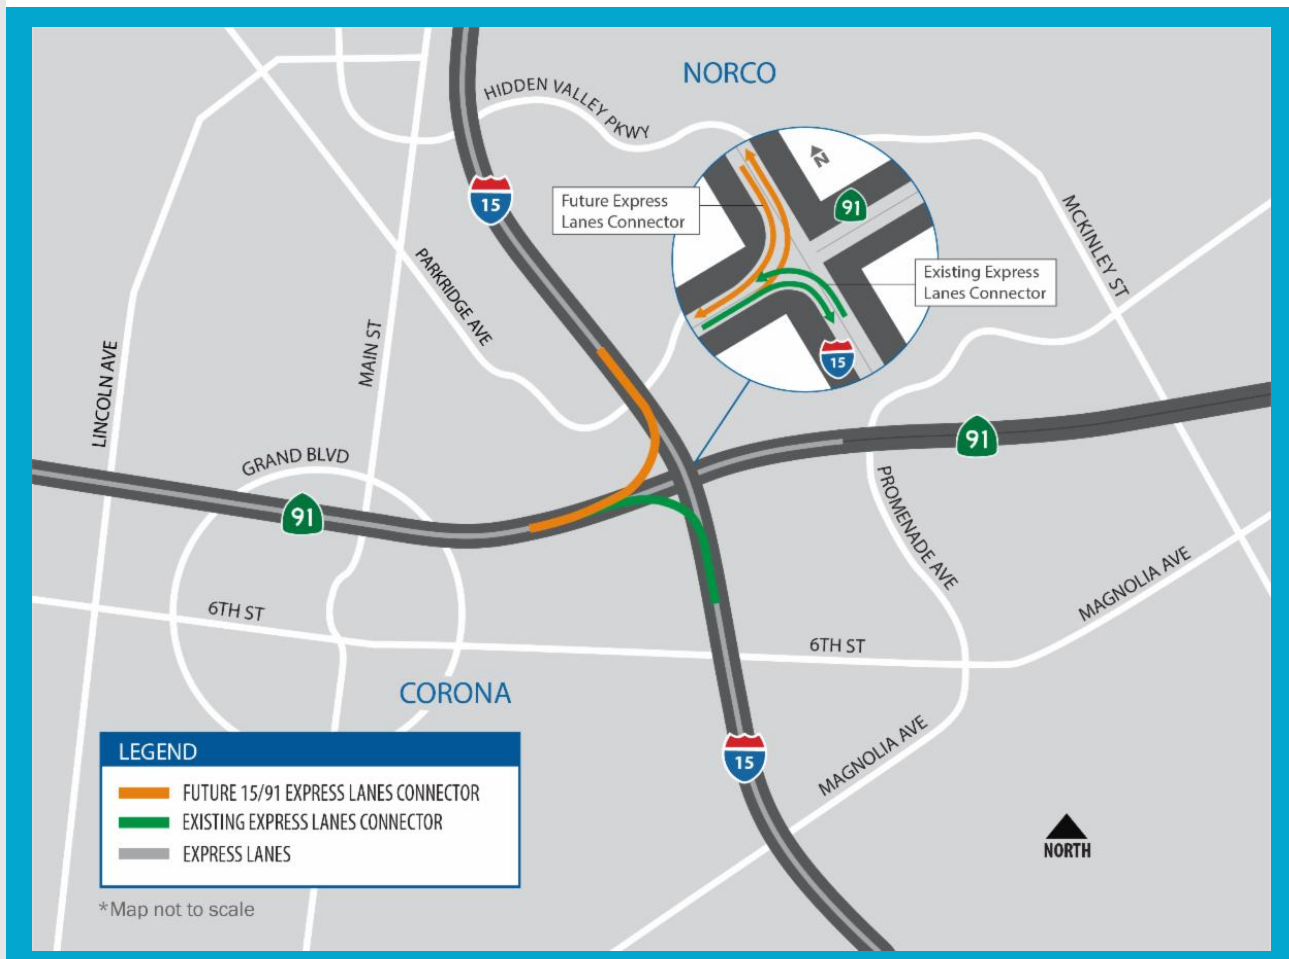 NORCO
HIDDEN VALLEY PKWY
N
15
Future Express
Lanes Connector
91
MCKINLEY ST
PARKRIDGE AVE
Existing Express
Lanes Connector
15
MAIN ST
LINCOLN AVE
91
GRAND BLVD
91
PROMENADE AVE
MAGNOLIA AVE
6TH ST
6TH ST
CORONA
15
MAGNOLIA AVE
LEGEND
FUTURE 15/91 EXPRESS LANES CONNECTOR
EXISTING EXPRESS LANES CONNECTOR
EXPRESS LANES
NORTH
*Map not to scale